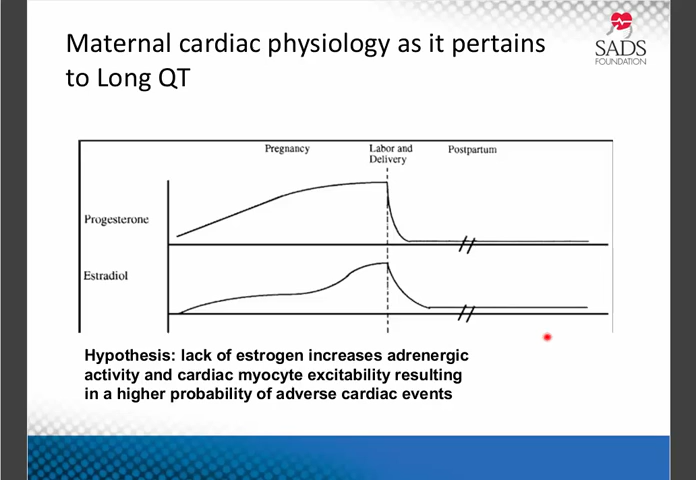 Maternal cardiac physiology as it pertains
to Long QT
SADS
FOUNDATION
Pregnancy
Labor and
Delivery
Postpartum
Progesterone
Estradiol
Hypothesis: lack of estrogen increases adrenergic
activity and cardiac myocyte excitability resulting
in a higher probability of adverse cardiac events